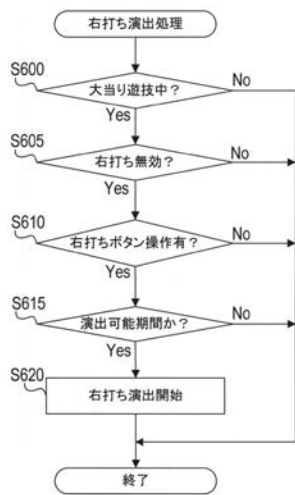 右打ち演出処理
S600
大当り遊技中？
No
Yes
S605
右打ち無効？
No
Yes
S610
右打ちボタン操作有？
No
Yes
S615
演出可能期間か？
No
Yes
S620
右打ち演出開始
終了